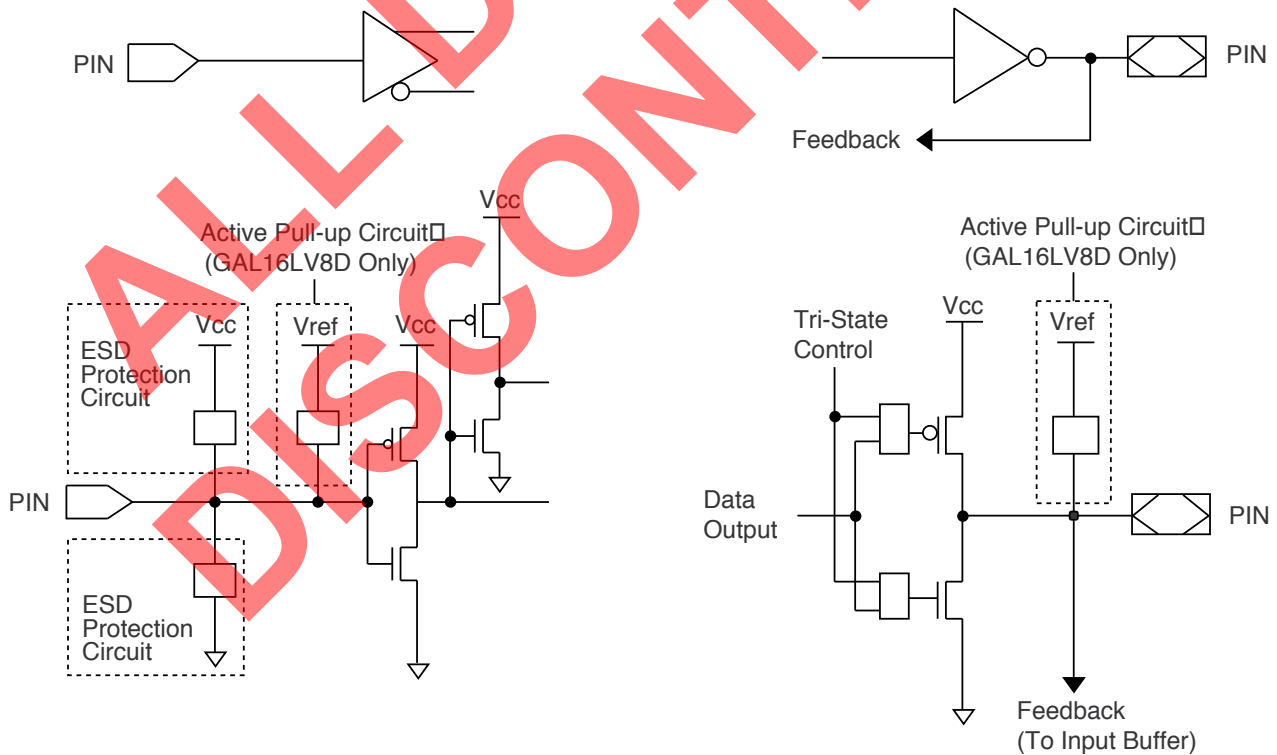 PIN
PIN
Feedback
Vcc
Active Pull-up Circuit□
(GAL16LV8D Only)
Vcc
Vref
Vcc
ESD
Protection
Circuit
PIN
ESD
Protection
Circuit
Active Pull-up Circuit□
(GAL16LV8D Only)
Tri-State
Control
Vcc
Vref
Data
Output
PIN
Feedback
(To Input Buffer)
ALL D
DISCONT